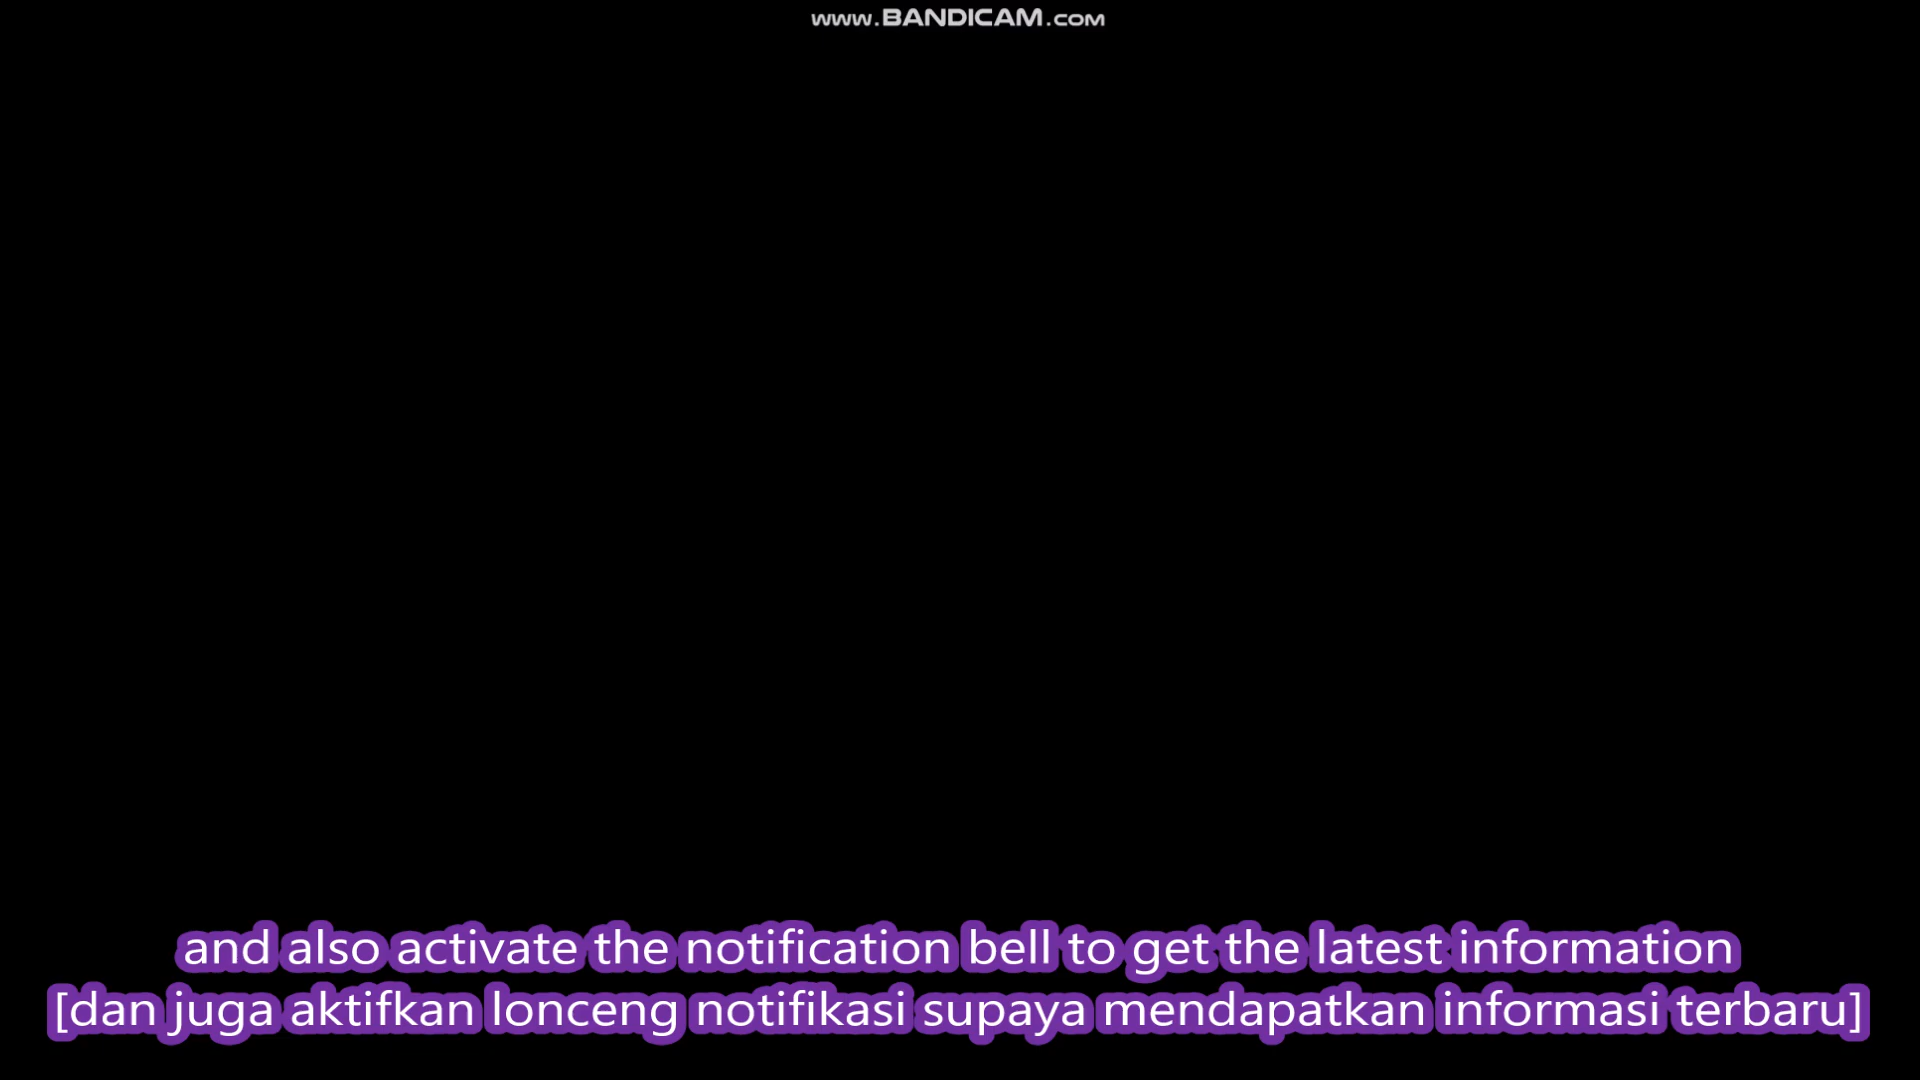 www.BANDICAM.com
and also activate the notification bell to get the latest information
[dan juga aktifkan lonceng notifikasi supaya mendapatkan informasi terbaru]